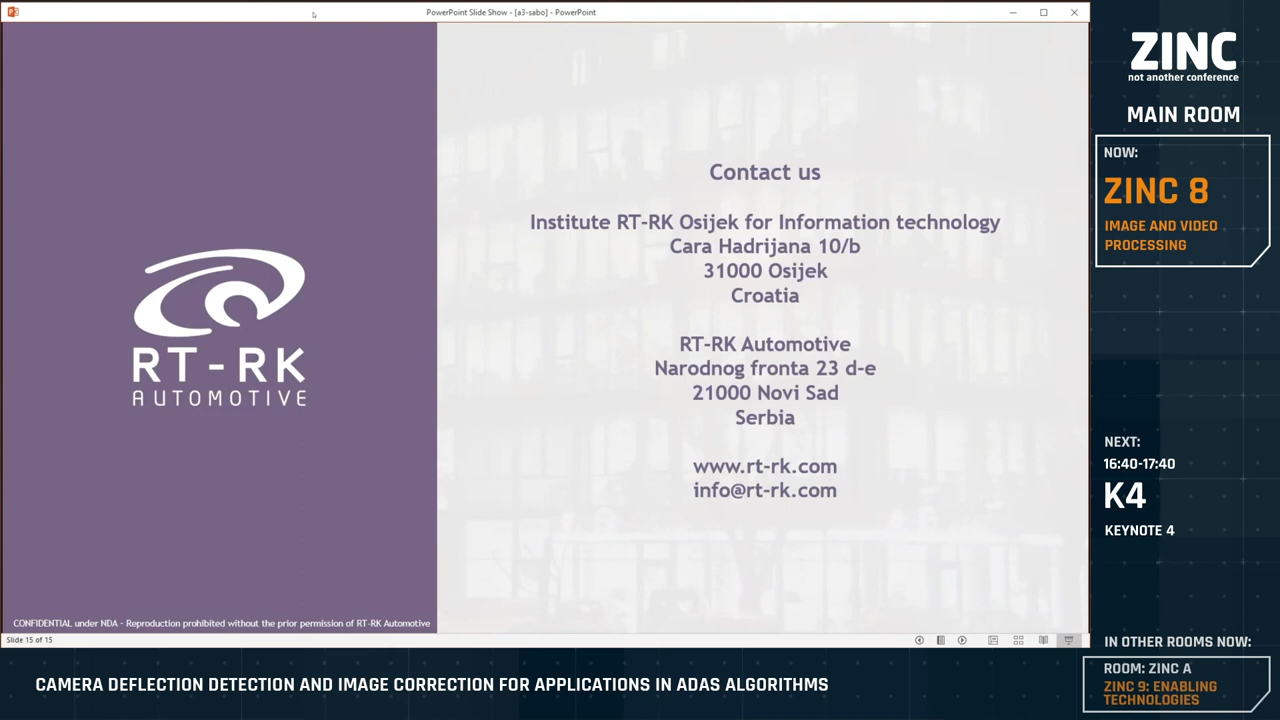 PowerPoint Slide Show - [a3-sabo] - PowerPoint
RT-RK
AUTOMOTIVE
CONFIDENTIAL under NDA - Reproduction prohibited without the prior permission of RT-RK Automotive
Contact us
Institute RT-RK Osijek for Information technology
Cara Hadrijana 10/b
31000 Osijek
Croatia
RT-RK Automotive
Narodnog fronta 23 d-e
21000 Novi Sad
Serbia
www.rt-rk.com
info@rt-rk.com
Slide 15 of 15
ZINC
not another conference
MAIN ROOM
NOW:
ZINC 8
IMAGE AND VIDEO
PROCESSING
NEXT:
16:40-17:40
K4
KEYNOTE 4
IN OTHER ROOMS NOW:
ROOM: ZINC A
ZINC 9: ENABLING
TECHNOLOGIES
CAMERA DEFLECTION DETECTION AND IMAGE CORRECTION FOR APPLICATIONS IN ADAS ALGORITHMS